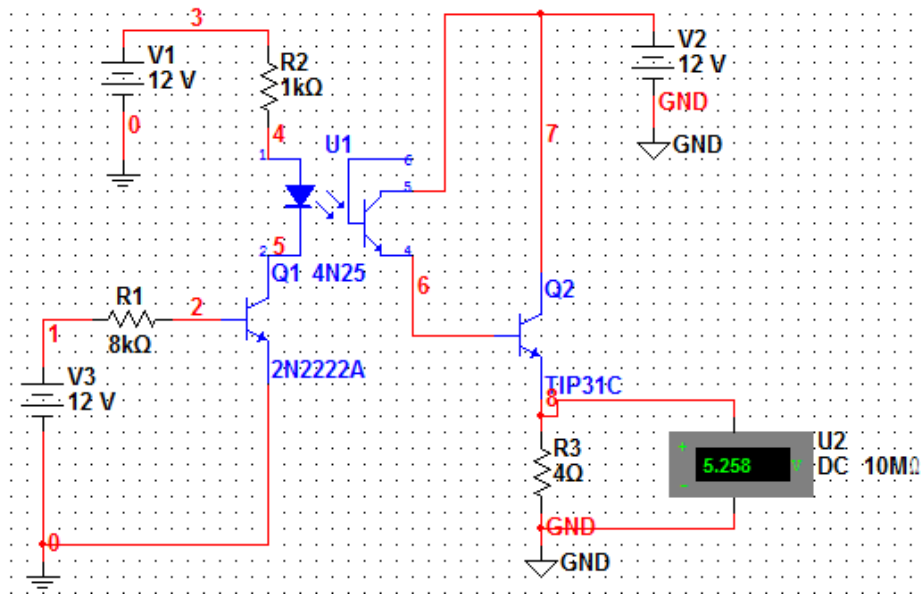 3
V1
12 V
R2
1kΩ
V2
12 V
0
GND
4
U1
7
GND
1
6
5
2
5
4
Q1
4N25
6
Q2
R1
2
1
8kΩ
2N2222A
TIP31C
V3
12 V
8
R3
4Ω
+
5.258
V
-
U2
DC 10MΩ
0
GND
GND